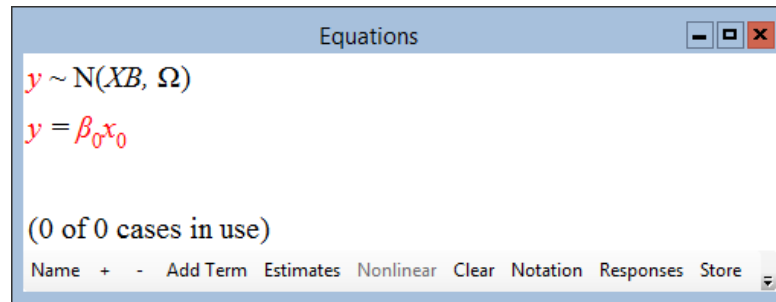 Equations
y ~ N(XB, Ω)
y = β₀x₀
(0 of 0 cases in use)
Name + - Add Term Estimates Nonlinear Clear Notation Responses Store